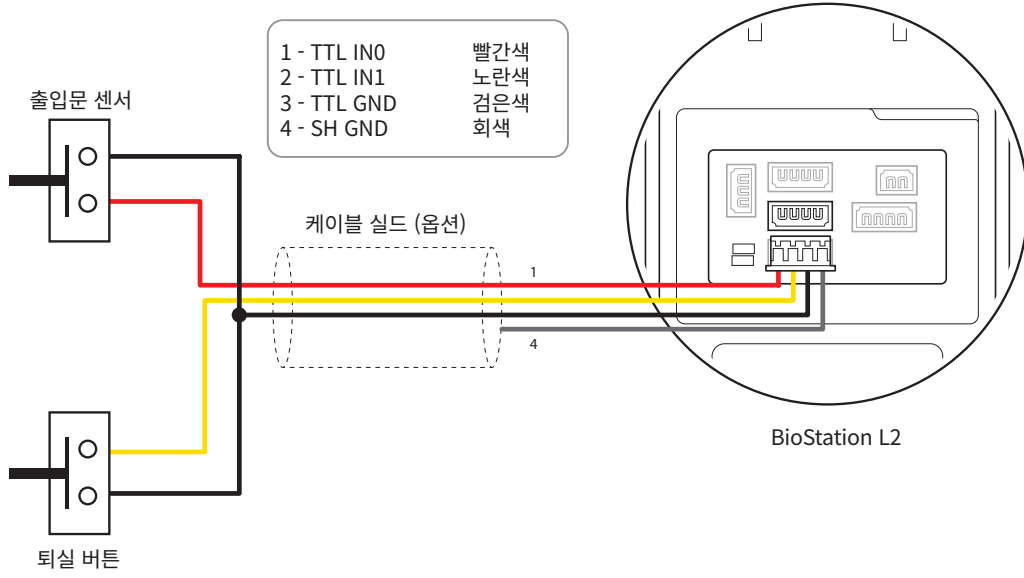 1 - TTL IN0 빨간색
2 - TTL IN1 노란색
3 - TTL GND 검은색
4 - SH GND 회색
출입문 센서
케이블 실드 (옵션)
1
4
BioStation L2
퇴실 버튼